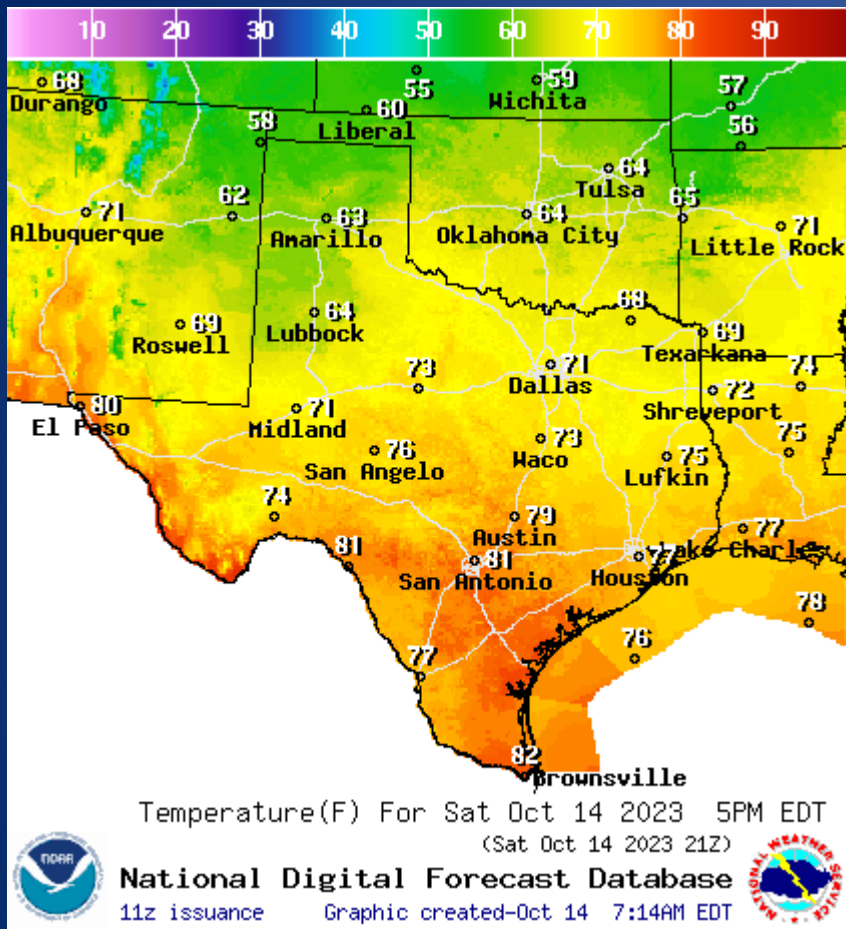 10 20 30 40 50 60 70 80 90
68
Durango
55
59
Wichita
57
60
Liberal
58
56
64
Tulsa
71
Albuquerque
62
63
Amarillo
64
Oklahoma City
65
71
Little Rock
69
Roswell
64
Lubbock
68
69
Texarkana
73
71
Dallas
74
72
Shreveport
80
El Paso
71
Midland
76
San Angelo
73
Waco
75
Lufkin
75
74
79
Austin
77
Lake Charles
81
81
San Antonio
77
Houston
78
76
77
82
Brownsville
Temperature(F) For Sat Oct 14 2023 5PM EDT
(Sat Oct 14 2023 21Z)
National Digital Forecast Database
11z issuance Graphic created-Oct 14 7:14AM EDT
NOAA
NATIONAL WEATHER SERVICE